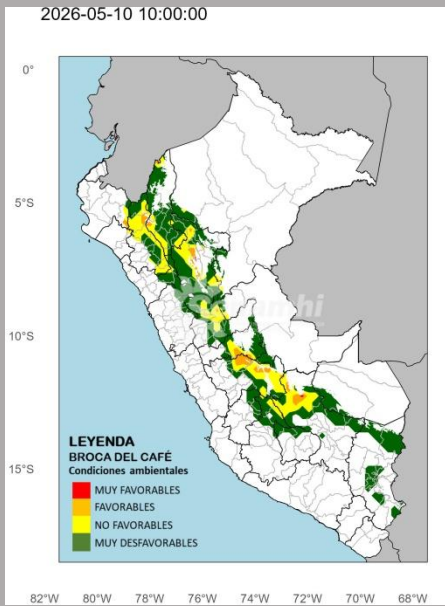 2026-05-10 10:00:00
0°
5°S
10°S
15°S
LEYENDA
BROCA DEL CAFÉ
Condiciones ambientales
MUY FAVORABLES
FAVORABLES
NO FAVORABLES
MUY DESFAVORABLES
82°W 80°W 78°W 76°W 74°W 72°W 70°W 68°W